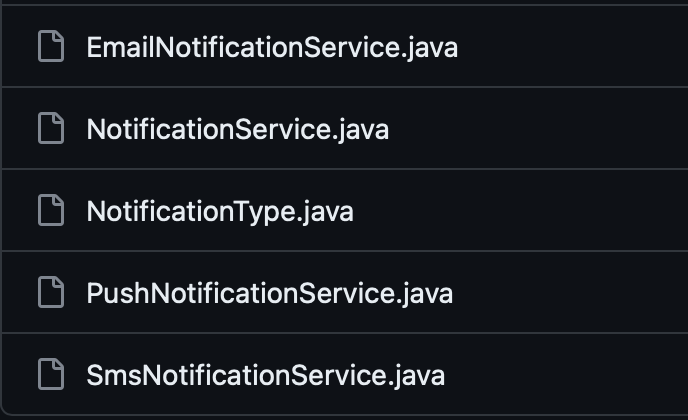 EmailNotificationService.java
NotificationService.java
NotificationType.java
PushNotificationService.java
SmsNotificationService.java